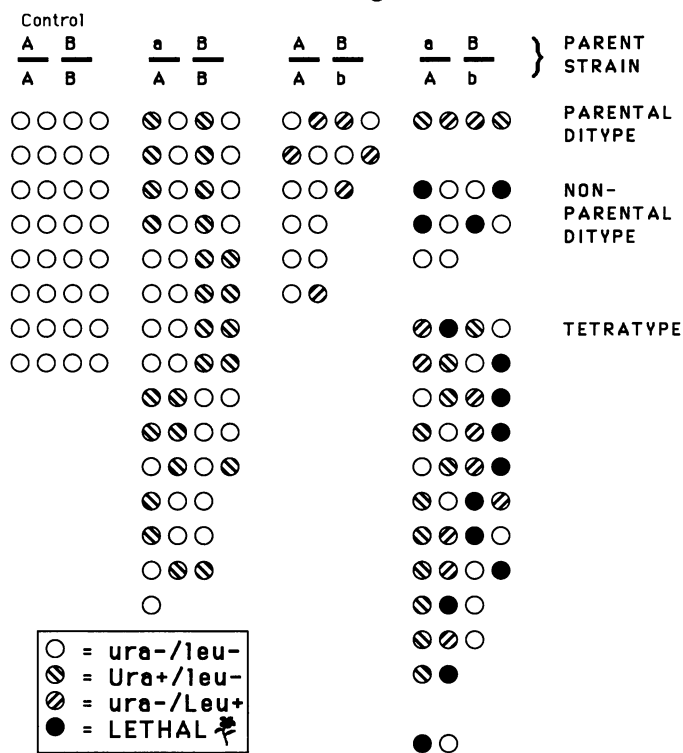 Control
A B a B A B a B
A B A B A b A b
} PARENT
STRAIN
PARENTAL
DITYPE
NON-
PARENTAL
DITYPE
TETRATYPE
= ura-/leu-
= Ura+/leu-
= ura-/Leu+
= LETHAL